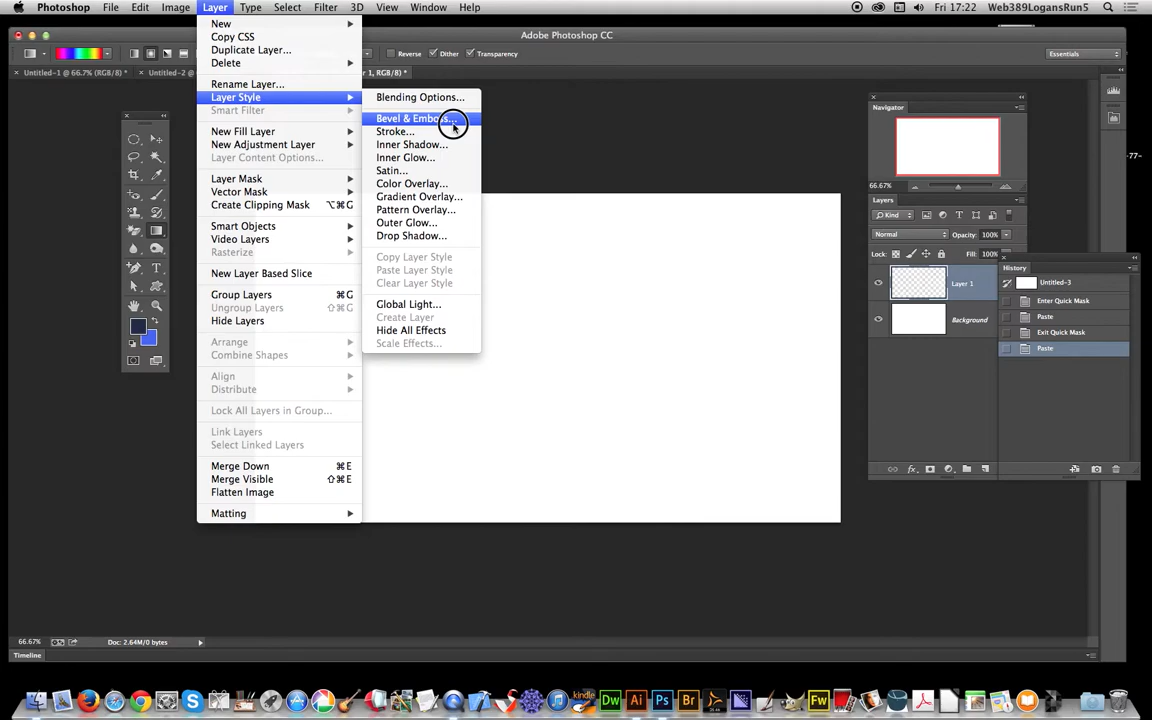 Photoshop File Edit Image Layer Type Select Filter 3D View Window Help Fri 17:22 Web389LogansRun5
Adobe Photoshop CC
Reverse Dither Transparency Essentials
Untitled-1 @ 66.7% (RGB/8) * Untitled-2 1, RGB/8) *
New
Copy CSS
Duplicate Layer...
Delete
Rename Layer...
Layer Style
Smart Filter
New Fill Layer
New Adjustment Layer
Layer Content Options...
Layer Mask
Vector Mask
Create Clipping Mask ⌥⌘G
Smart Objects
Video Layers
Rasterize
New Layer Based Slice
Group Layers ⌘G
Ungroup Layers ⇧⌘G
Hide Layers
Arrange
Combine Shapes
Align
Distribute
Lock All Layers in Group...
Link Layers
Select Linked Layers
Merge Down ⌘E
Merge Visible ⇧⌘E
Flatten Image
Matting
Blending Options...
Bevel & Emboss...
Stroke...
Inner Shadow...
Inner Glow...
Satin...
Color Overlay...
Gradient Overlay...
Pattern Overlay...
Outer Glow...
Drop Shadow...
Copy Layer Style
Paste Layer Style
Clear Layer Style
Global Light...
Create Layer
Hide All Effects
Scale Effects...
Navigator
66.67%
Layers
Kind
Normal Opacity: 100%
Lock: Fill: 100%
Layer 1
Background
History
Untitled-3
Enter Quick Mask
Paste
Exit Quick Mask
Paste
-77-
66.67% Doc: 2.64M/0 bytes
Timeline
kindle Dw Ai Ps Br Fw